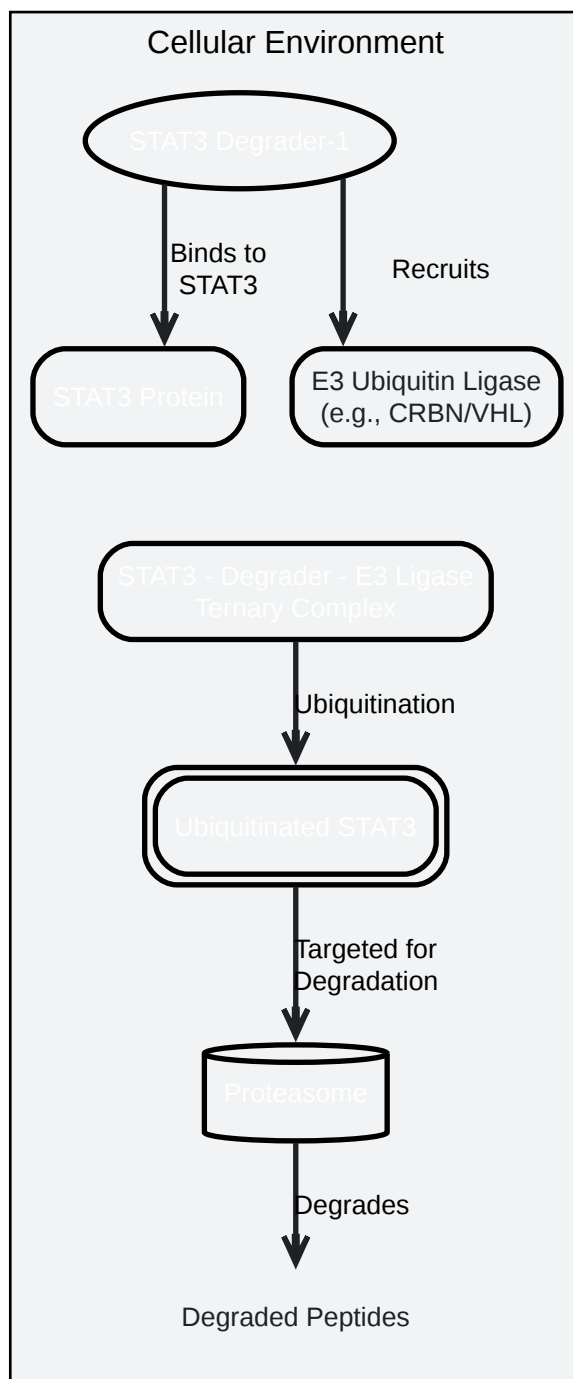 Cellular Environment
STAT3 Degrader-1
Binds to
STAT3
Recruits
STAT3 Protein
E3 Ubiquitin Ligase
(e.g., CRBN/VHL)
STAT3 - Degrader - E3 Ligase
Ternary Complex
Ubiquitination
Ubiquitinated STAT3
Targeted for
Degradation
Proteasome
Degrades
Degraded Peptides